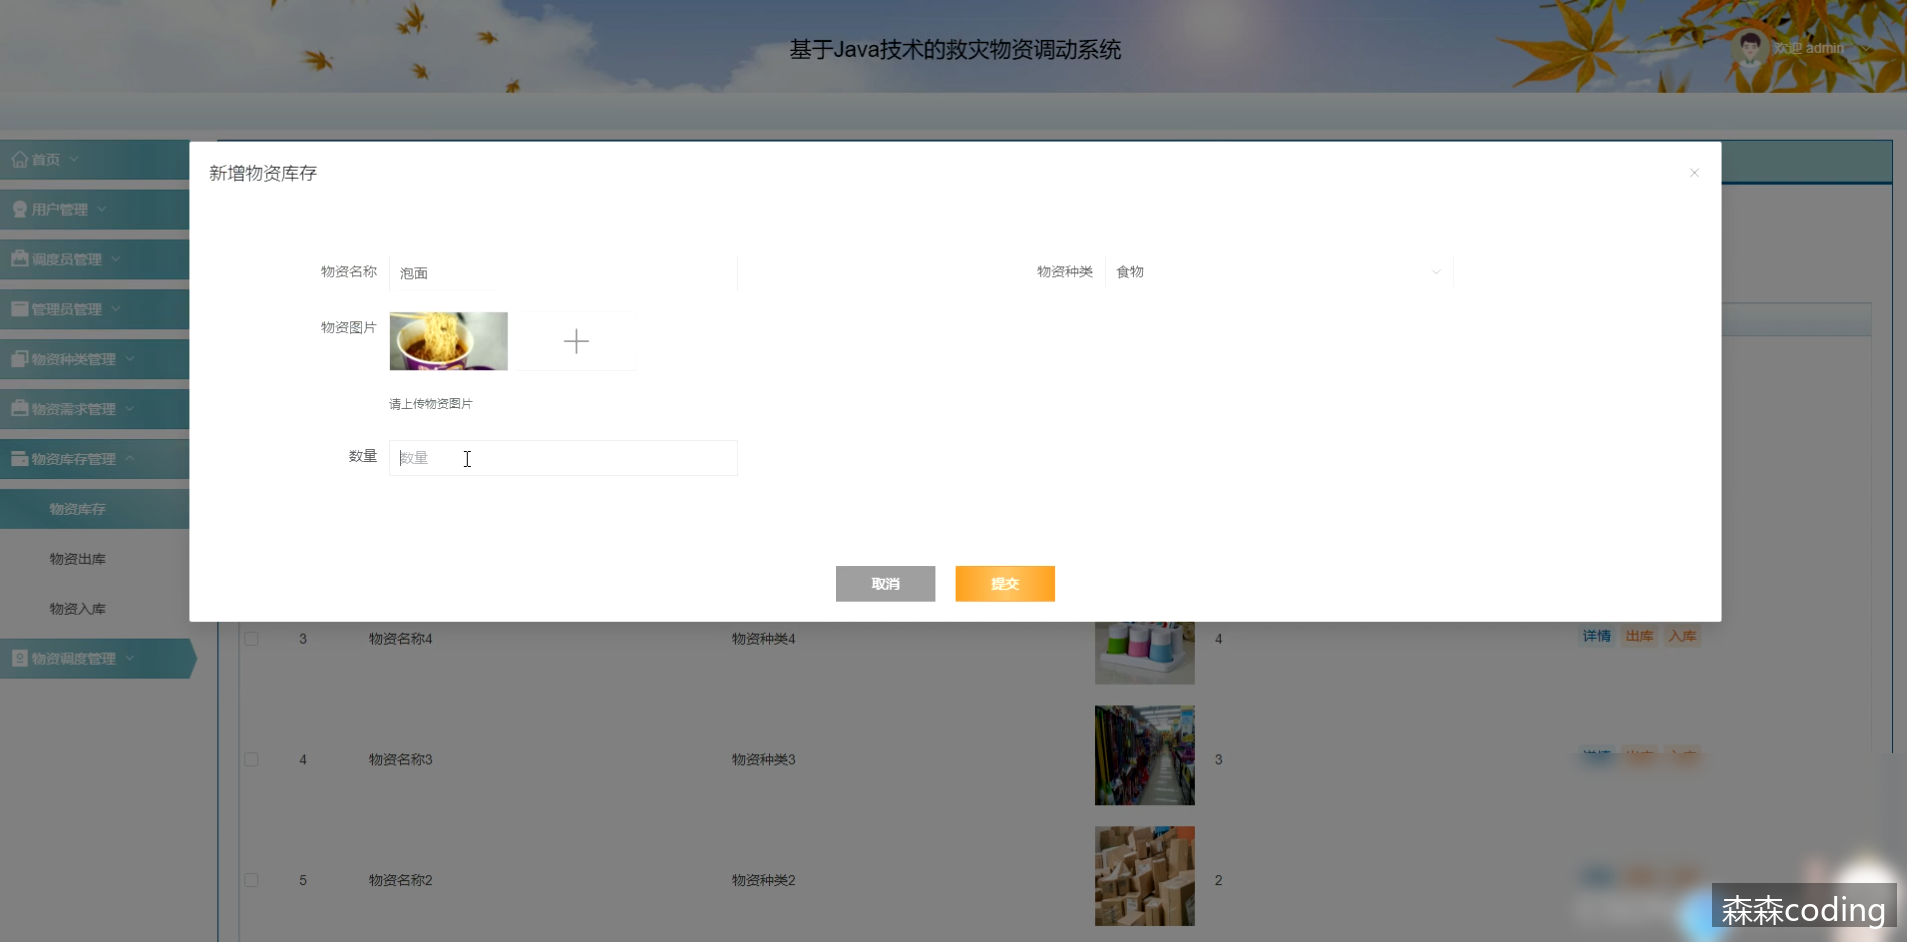 基于Java技术的救灾物资调动系统
欢迎 admin
首页
用户管理
调度员管理
管理员管理
物资种类管理
物资需求管理
物资库存管理
物资库存
物资出库
物资入库
物资调度管理
新增物资库存
物资名称 泡面
物资种类 食物
物资图片
请上传物资图片
数量 数量
取消 提交
3 物资名称4 物资种类4 4 详情 出库 入库
4 物资名称3 物资种类3 3
5 物资名称2 物资种类2 2
森森coding